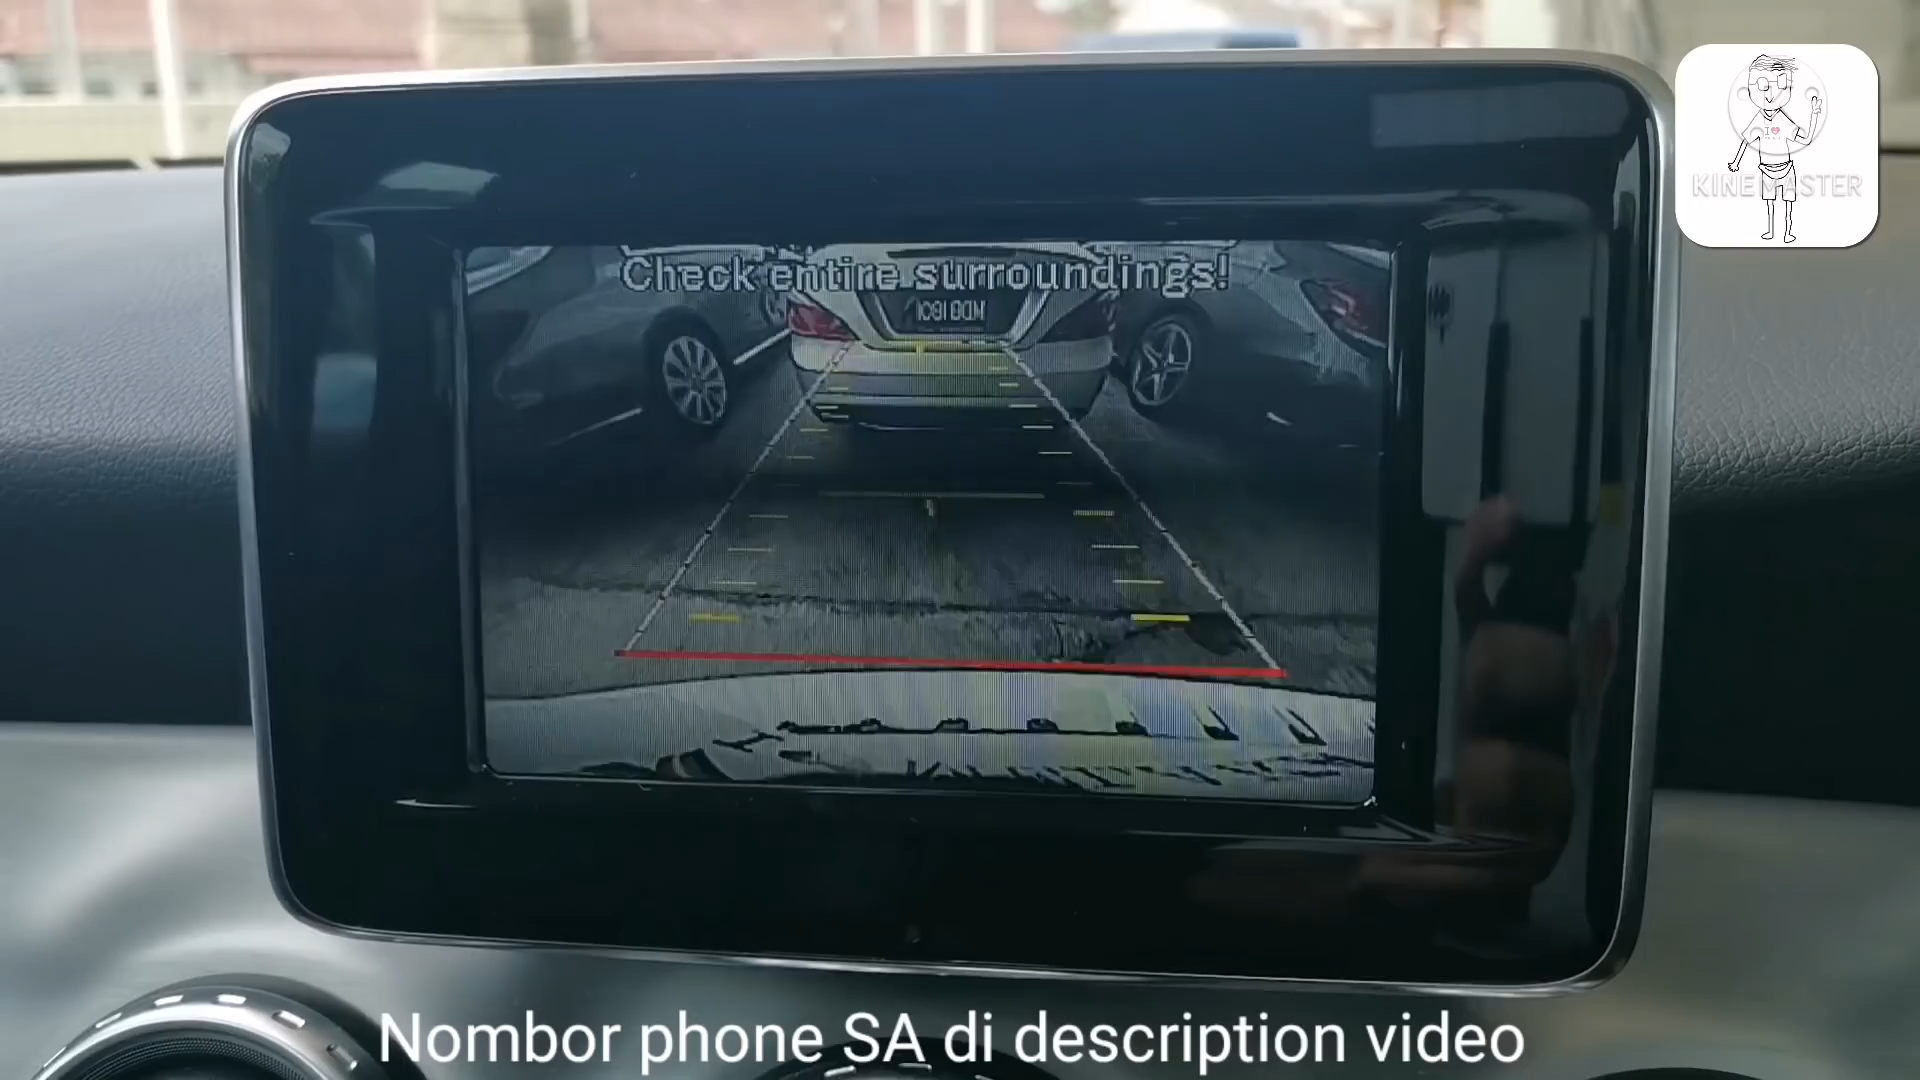 Check entire surroundings!
I ❤
KINEMASTER
Nombor phone SA di description video